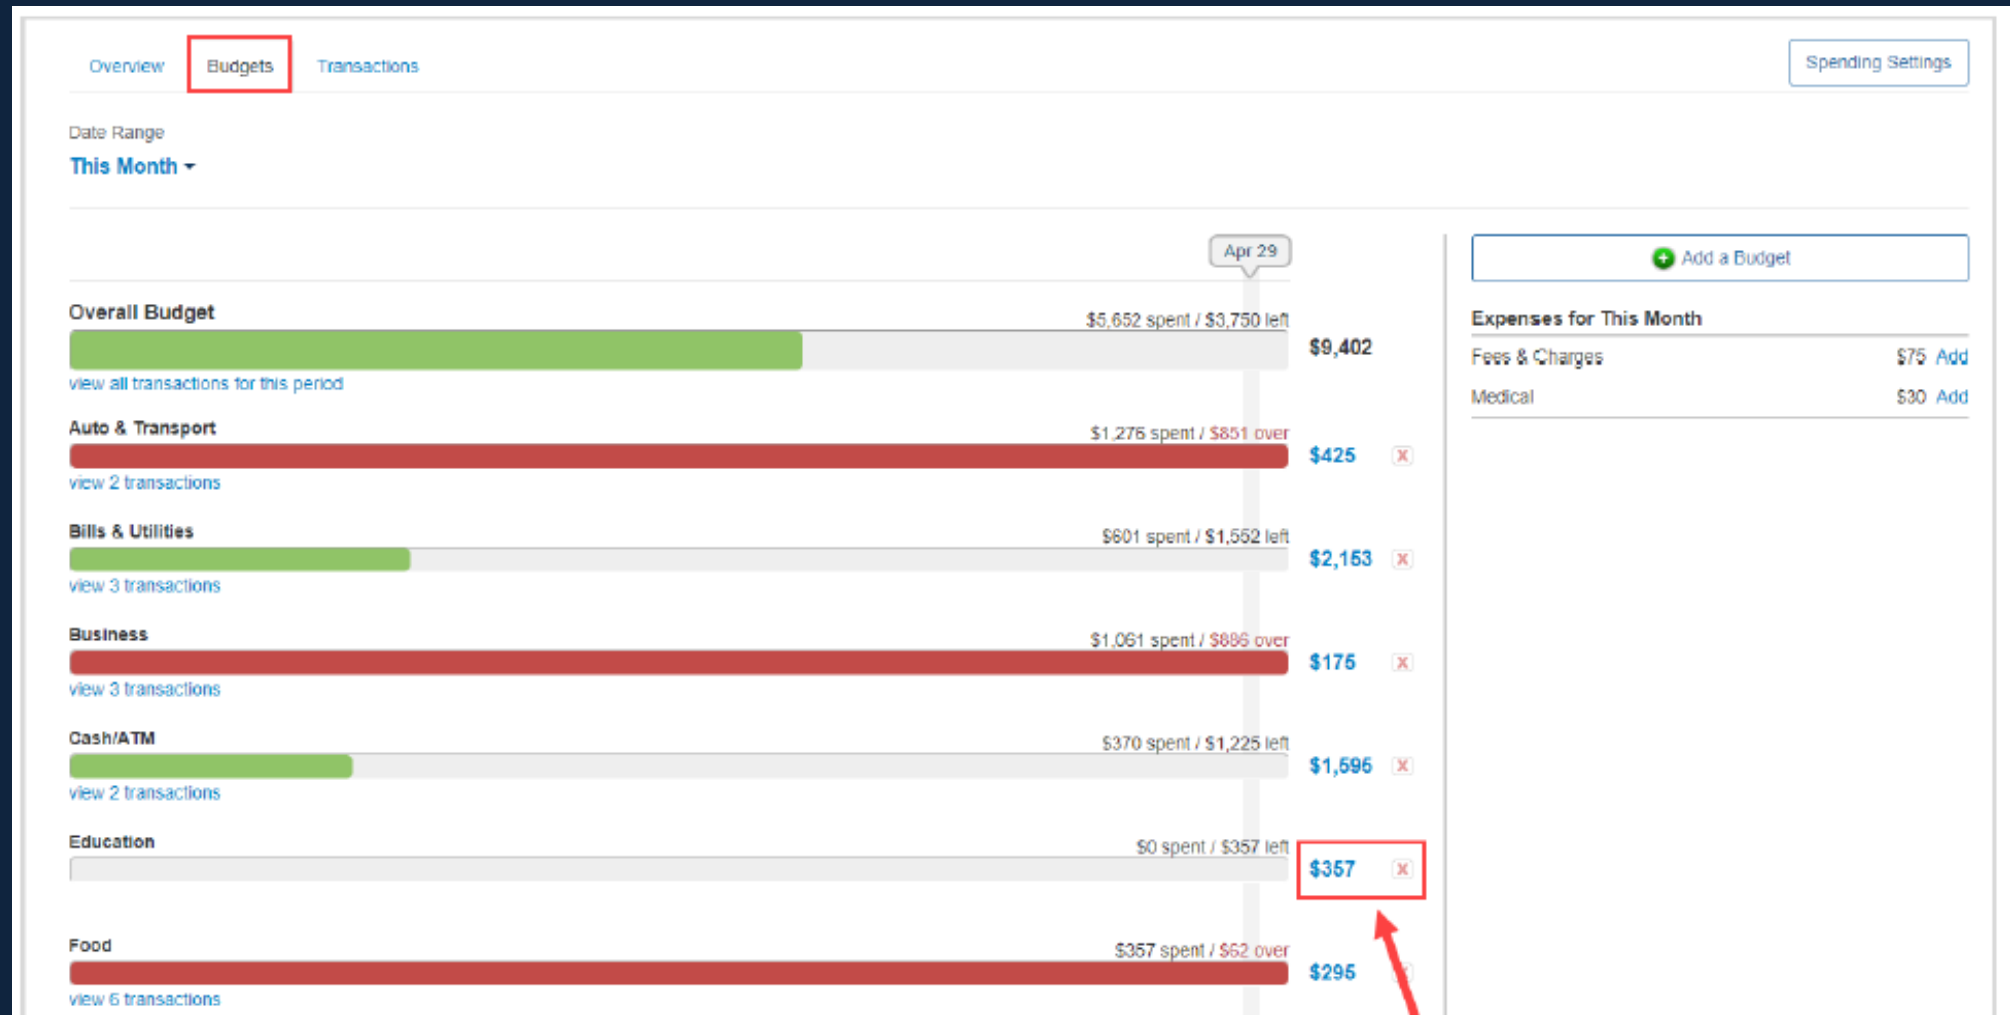 Overview Budgets Transactions Spending Settings
Date Range
This Month
Apr 29
Add a Budget
Overall Budget
$5,652 spent / $3,750 left
$9,402
view all transactions for this period
Expenses for This Month
Fees & Charges $75 Add
Medical $30 Add
Auto & Transport
$1,276 spent / $851 over
$425 x
view 2 transactions
Bills & Utilities
$601 spent / $1,552 left
$2,153 x
view 3 transactions
Business
$1,061 spent / $886 over
$175 x
view 3 transactions
Cash/ATM
$370 spent / $1,225 left
$1,595 x
view 2 transactions
Education
$0 spent / $357 left
$357 x
Food
$357 spent / $62 over
$295
view 6 transactions